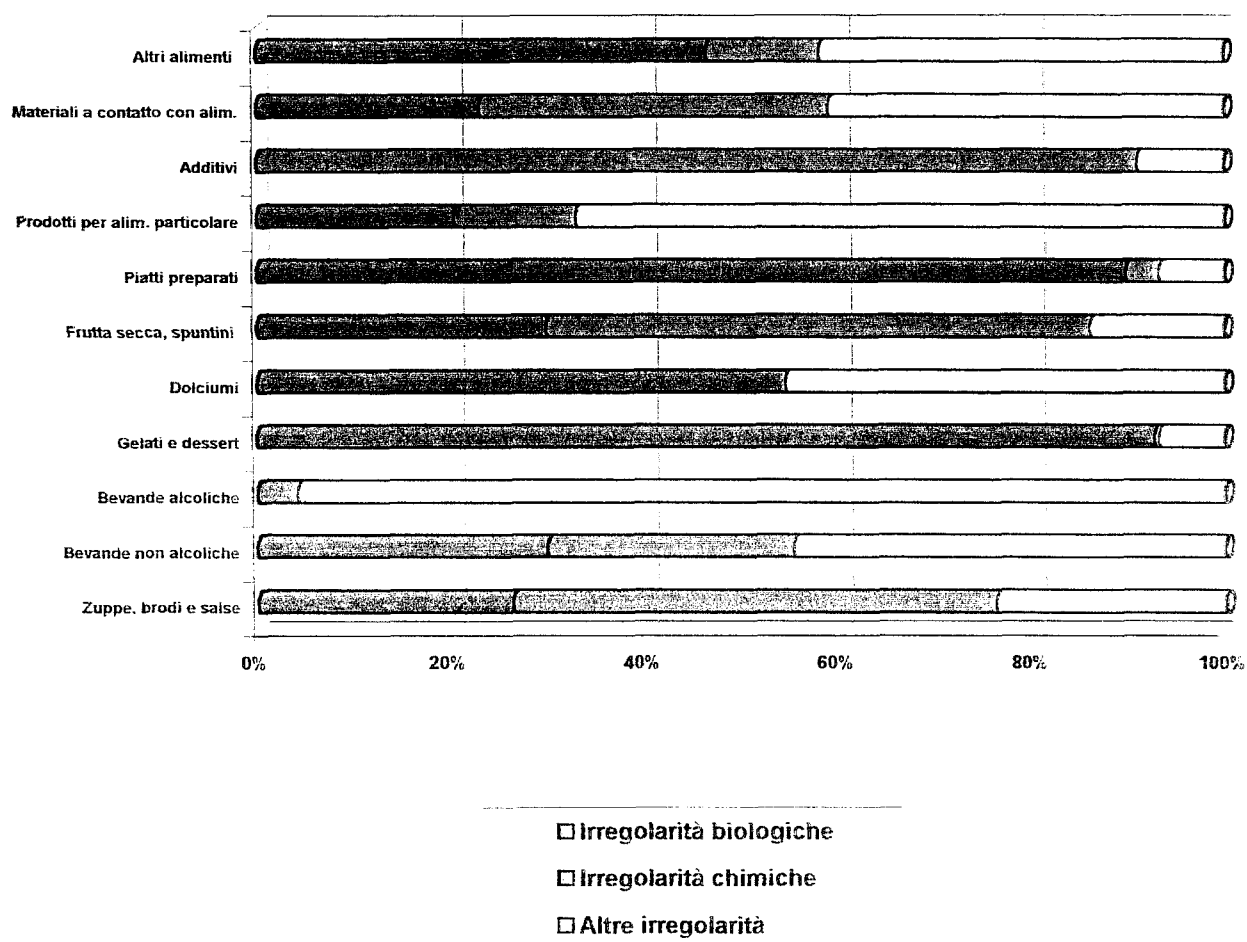 Altri alimenti
Materiali a contatto con alim.
Additivi
Prodotti per alim. particolare
Piatti preparati
Frutta secca, spuntini
Dolciumi
Gelati e dessert
Bevande alcoliche
Bevande non alcoliche
Zuppe, brodi e salse
0% 20% 40% 60% 80% 100%
Irregolarità biologiche
Irregolarità chimiche
Altre irregolarità